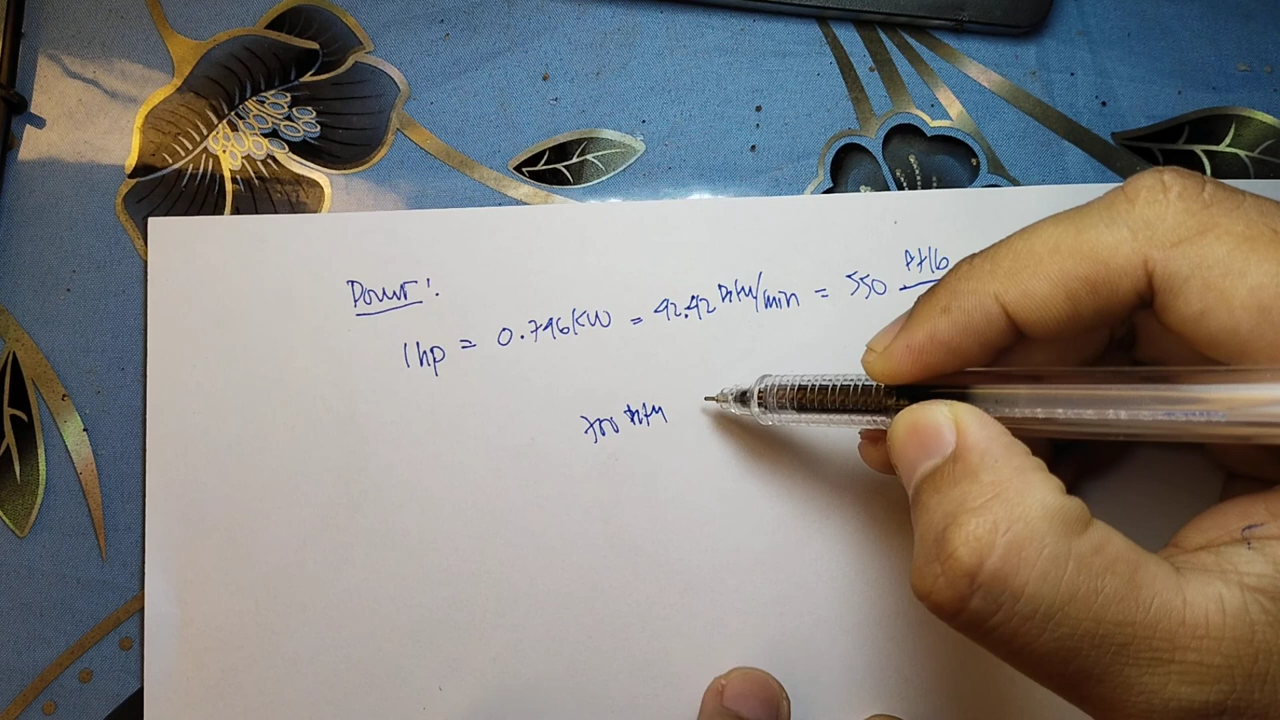 Power:
1hp = 0.746KW = 42.42 Btu/min = 550 ft lb
700 Btu